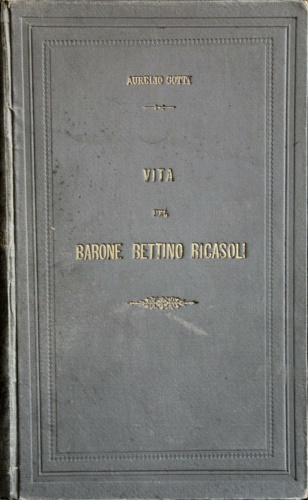 AURELIO GOTTI
VITA
DEL
BARONE BETTINO RICASOLI